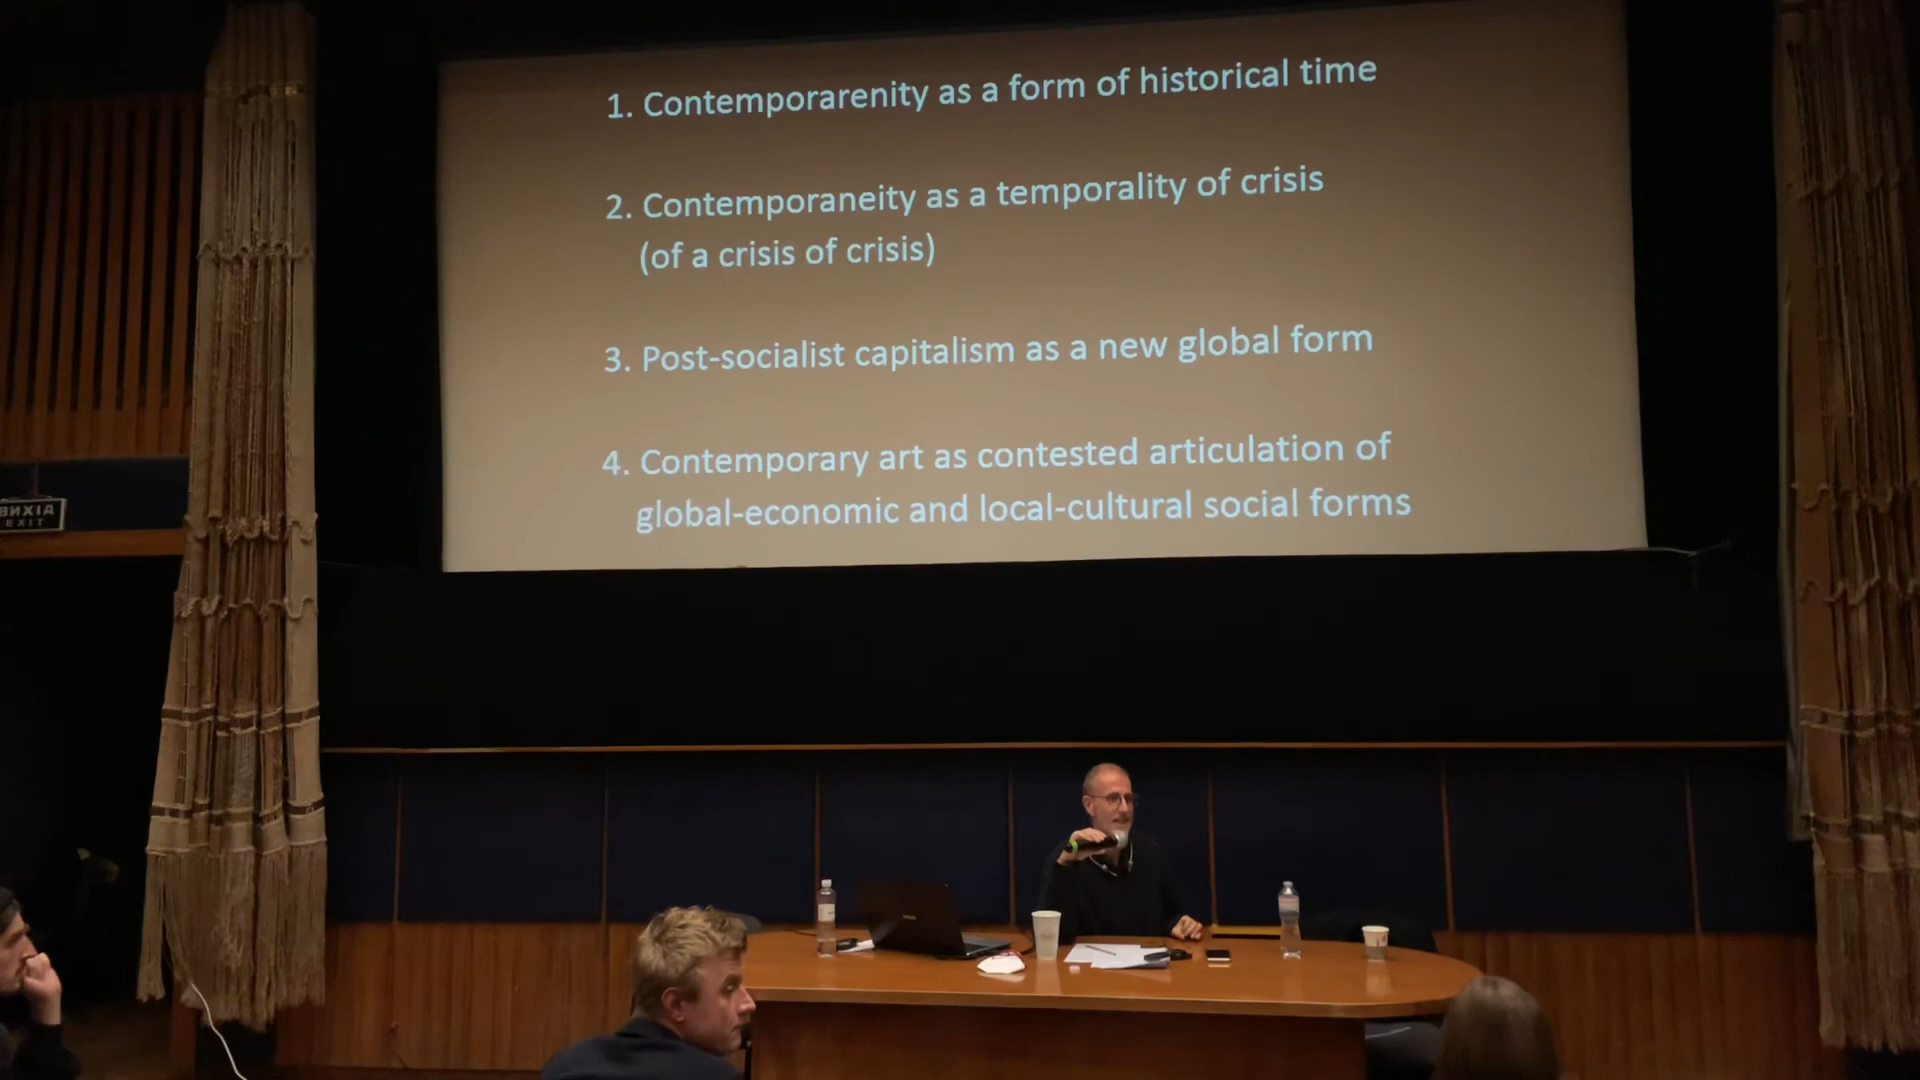 1. Contemporarenity as a form of historical time
2. Contemporaneity as a temporality of crisis
(of a crisis of crisis)
3. Post-socialist capitalism as a new global form
4. Contemporary art as contested articulation of
global-economic and local-cultural social forms
ВИХІД
EXIT